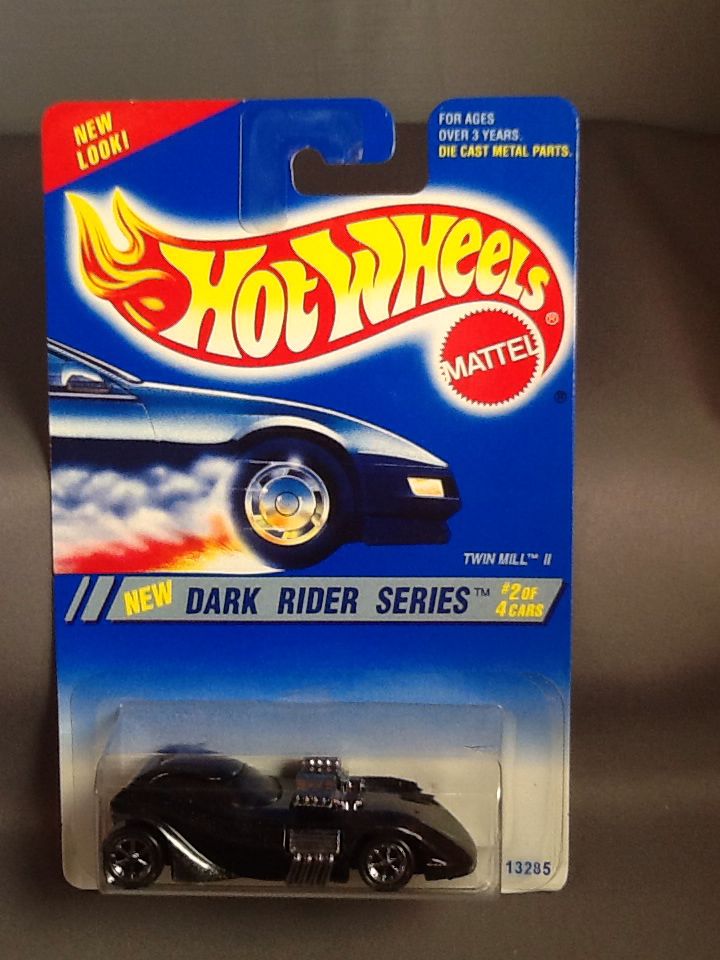 NEW
LOOK!
FOR AGES
OVER 3 YEARS.
DIE CAST METAL PARTS.
HOT WHEELS®
MATTEL
®
TWIN MILL™ II
NEW DARK RIDER SERIES™ #2 OF
4 CARS
13285